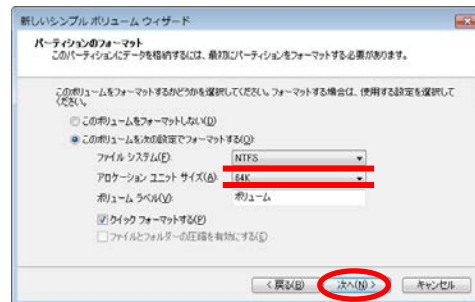 新しいシンプル ボリューム ウィザード
パーティションのフォーマット
このパーティションにデータを格納するには、最初にパーティションをフォーマットする必要があります。
このボリュームをフォーマットするかどうかを選択してください。フォーマットする場合は、使用する設定を選択して
ください。
このボリュームをフォーマットしない(D)
このボリュームを次の設定でフォーマットする(O):
ファイル システム(F): NTFS
アロケーション ユニット サイズ(A): 64K
ボリューム ラベル(V): ボリューム
クイック フォーマットする(P)
ファイルとフォルダーの圧縮を有効にする(E)
< 戻る(B) 次へ(N) > キャンセル